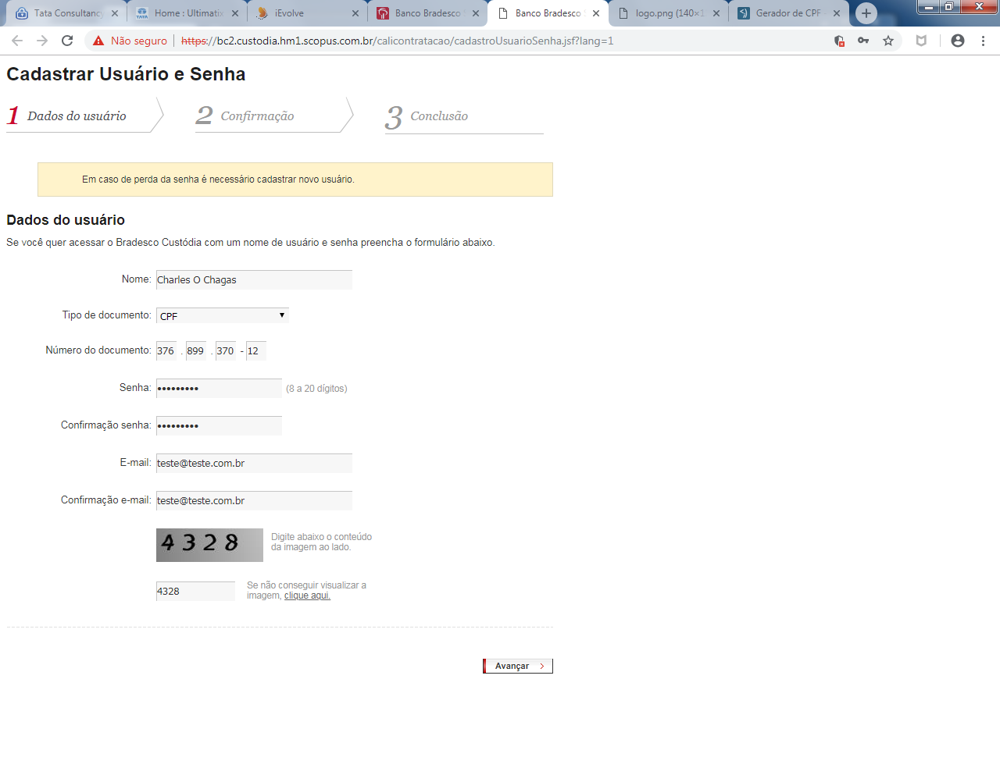 Tata Consultancy
Home : Ultimatix
iEvolve
Banco Bradesco
Banco Bradesco
logo.png (140×1
Gerador de CPF
Não seguro
https://bc2.custodia.hm1.scopus.com.br/calicontratacao/cadastroUsuarioSenha.jsf?lang=1
Cadastrar Usuário e Senha
1 Dados do usuário
2 Confirmação
3 Conclusão
Em caso de perda da senha é necessário cadastrar novo usuário.
Dados do usuário
Se você quer acessar o Bradesco Custódia com um nome de usuário e senha preencha o formulário abaixo.
Nome: Charles O Chagas
Tipo de documento: CPF
Número do documento: 376 . 899 . 370 - 12
Senha: ••••••••• (8 a 20 dígitos)
Confirmação senha: •••••••••
E-mail: teste@teste.com.br
Confirmação e-mail: teste@teste.com.br
4328
Digite abaixo o conteúdo
da imagem ao lado.
4328
Se não conseguir visualizar a
imagem, clique aqui.
Avançar